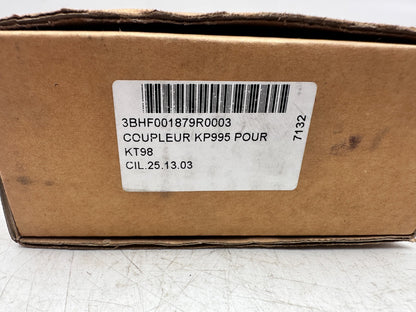 3BHF001879R0003
COUPLEUR KP995 POUR
KT98
CIL.25.13.03
7132